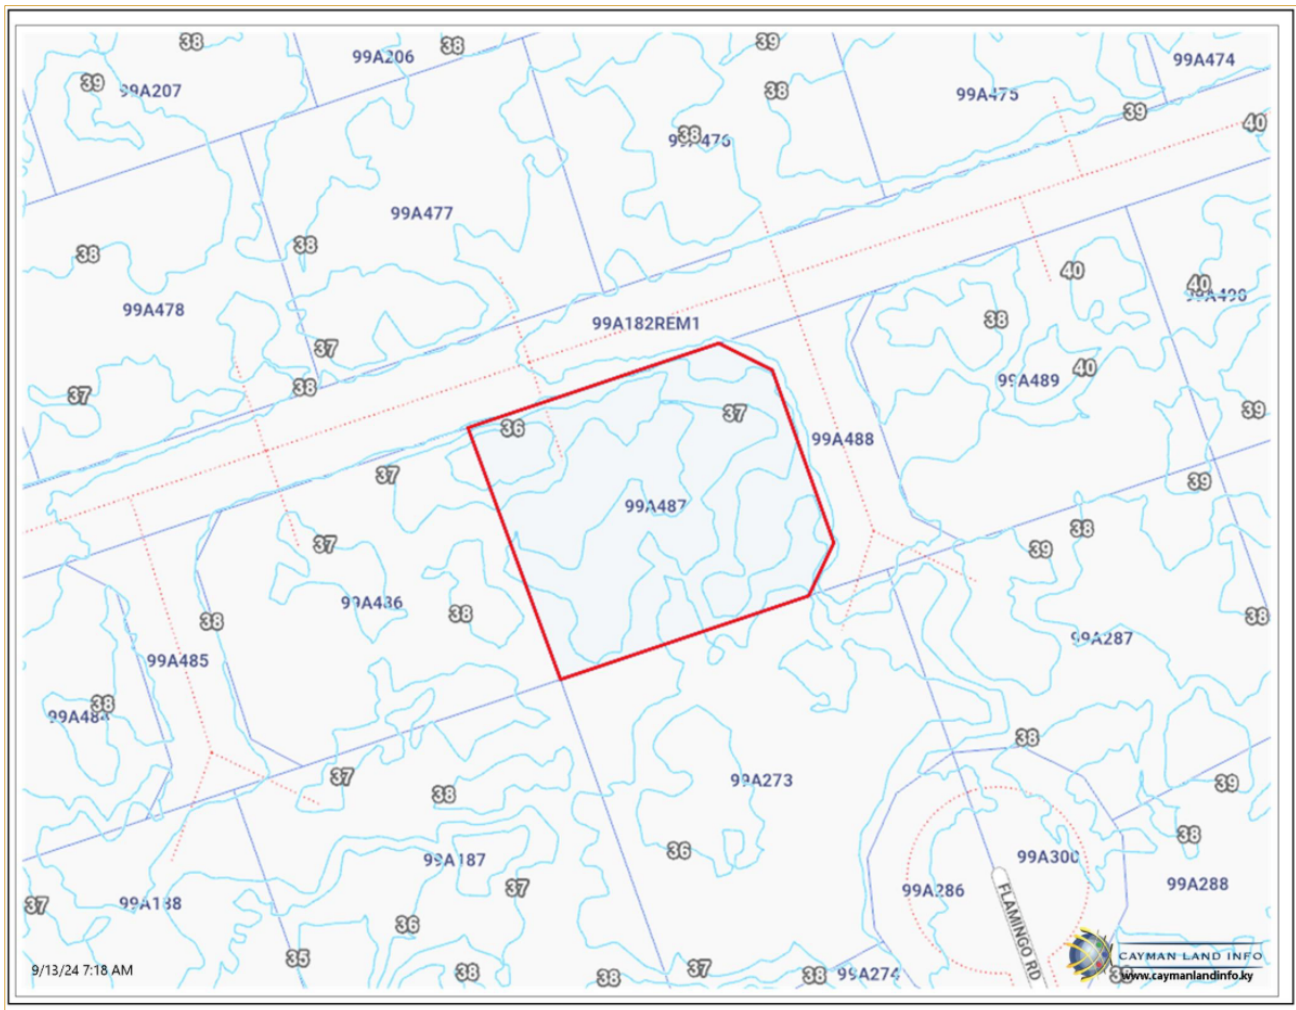 38
99A206
38
39
99A474
39
99A207
38
99A475
39
40
38
99A476
99A477
38
38
40
40
99A490
99A478
38
99A182REM1
37
99A489
40
38
37
39
36
37
99A488
37
39
99A487
38
37
39
99A436
38
38
38
99A287
99A485
38
99A484
38
37
99A273
39
38
38
36
99A187
99A300
37
99A286
99A288
37
99A188
36
FLAMINGO RD
35
CAYMAN LAND INFO
9/13/24 7:18 AM
38
38
37
38
99A274
www.caymanlandinfo.ky